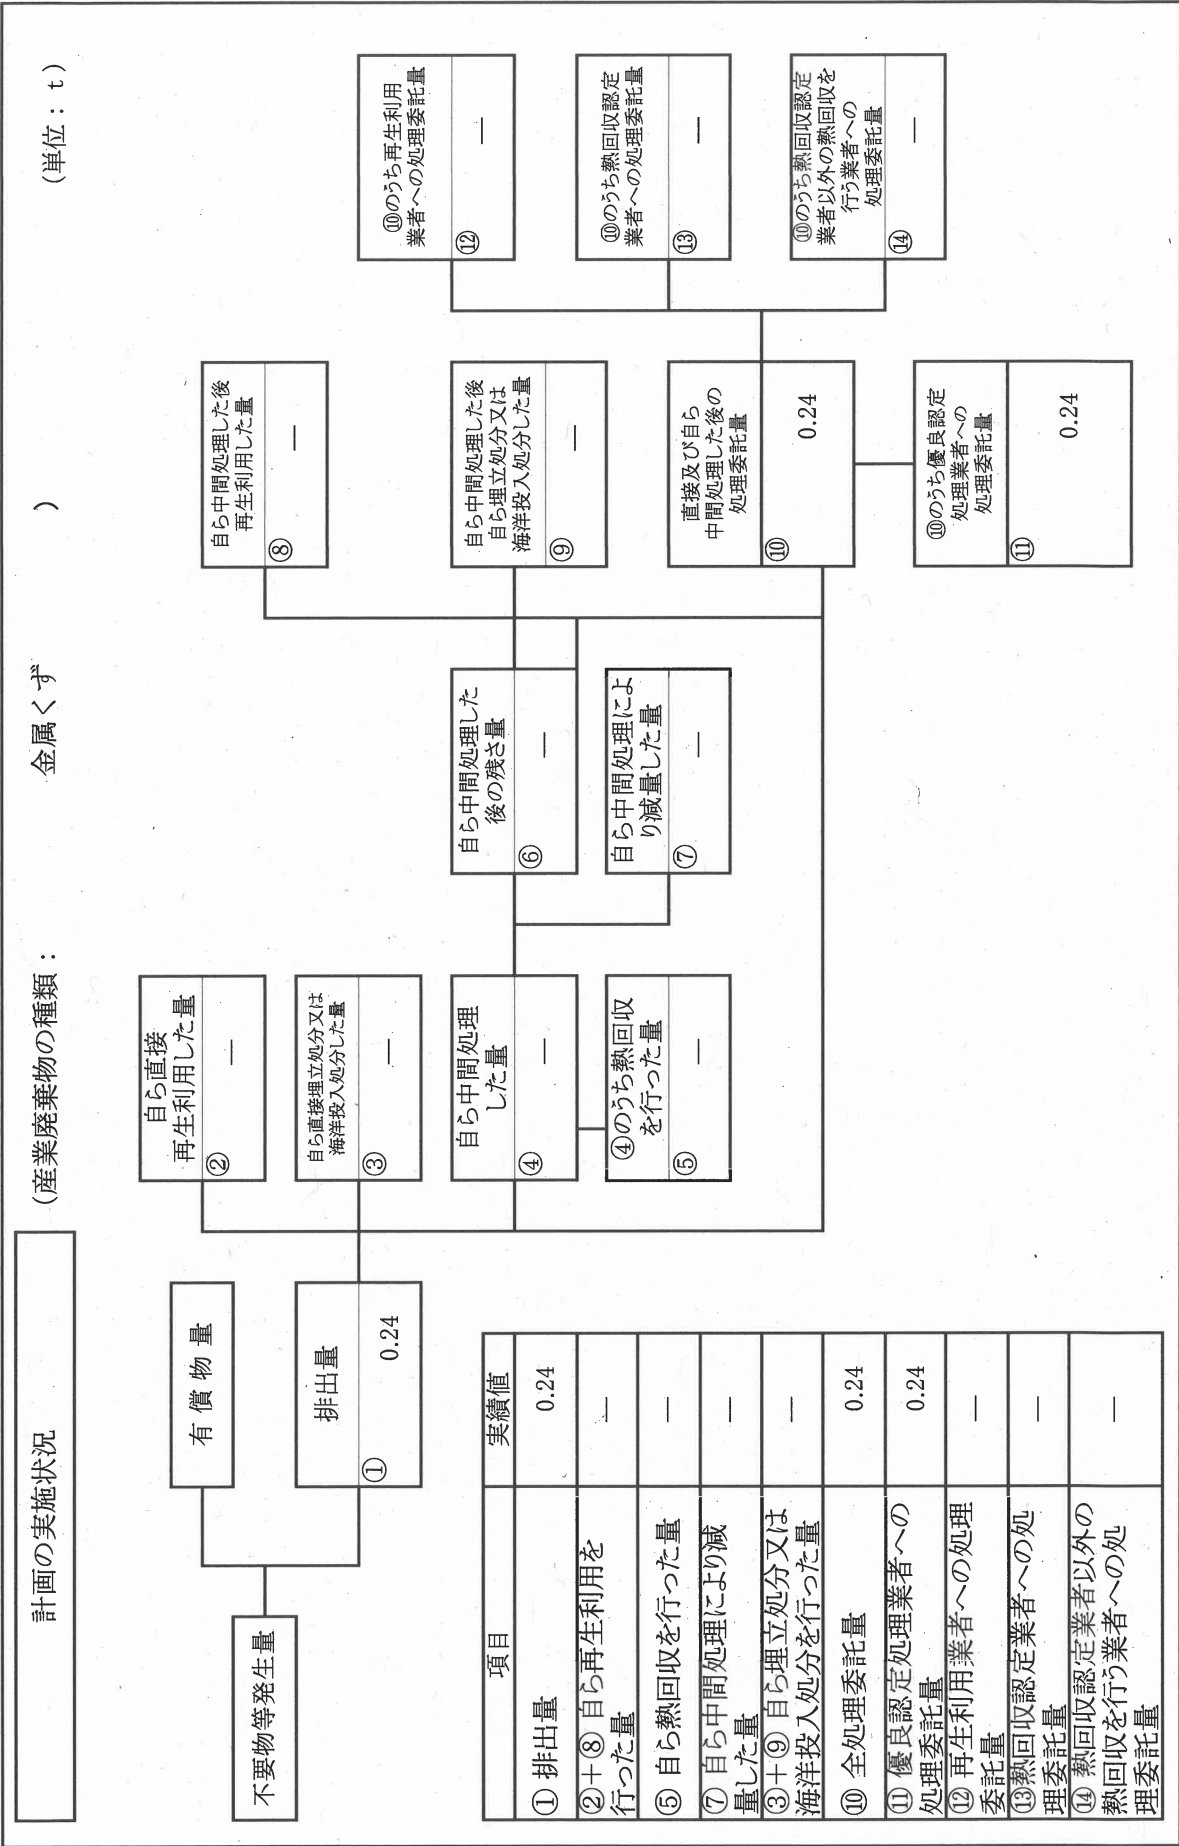 計画の実施状況
(産業廃棄物の種類：　金属くず　)
(単位：t)
不要物等発生量
有償物量
排出量
①
0.24
自ら直接
再生利用した量
②
—
自ら直接埋立処分又は
海洋投入処分した量
③
—
自ら中間処理
した量
④
—
④のうち熱回収
を行った量
⑤
—
自ら中間処理した
後の残さ量
⑥
—
自ら中間処理によ
り減量した量
⑦
—
自ら中間処理した後
再生利用した量
⑧
—
自ら中間処理した後
自ら埋立処分又は
海洋投入処分した量
⑨
—
直接及び自ら
中間処理した後の
処理委託量
⑩
0.24
⑩のうち優良認定
処理業者への
処理委託量
⑪
0.24
⑩のうち再生利用
業者への処理委託量
⑫
—
⑩のうち熱回収認定
業者への処理委託量
⑬
—
⑩のうち熱回収認定
業者以外の熱回収を
行う業者への
処理委託量
⑭
—
項目　実績値
①排出量　0.24
②+⑧ 自ら再生利用を
行った量　—
⑤ 自ら熱回収を行った量　—
⑦ 自ら中間処理により減
量した量　—
③+⑨ 自ら埋立処分又は
海洋投入処分を行った量　—
⑩ 全処理委託量　0.24
⑪ 優良認定処理業者への
処理委託量　0.24
⑫ 再生利用業者への処理
委託量　—
⑬熱回収認定業者への処
理委託量　—
⑭ 熱回収認定業者以外の
熱回収を行う業者への処
理委託量　—